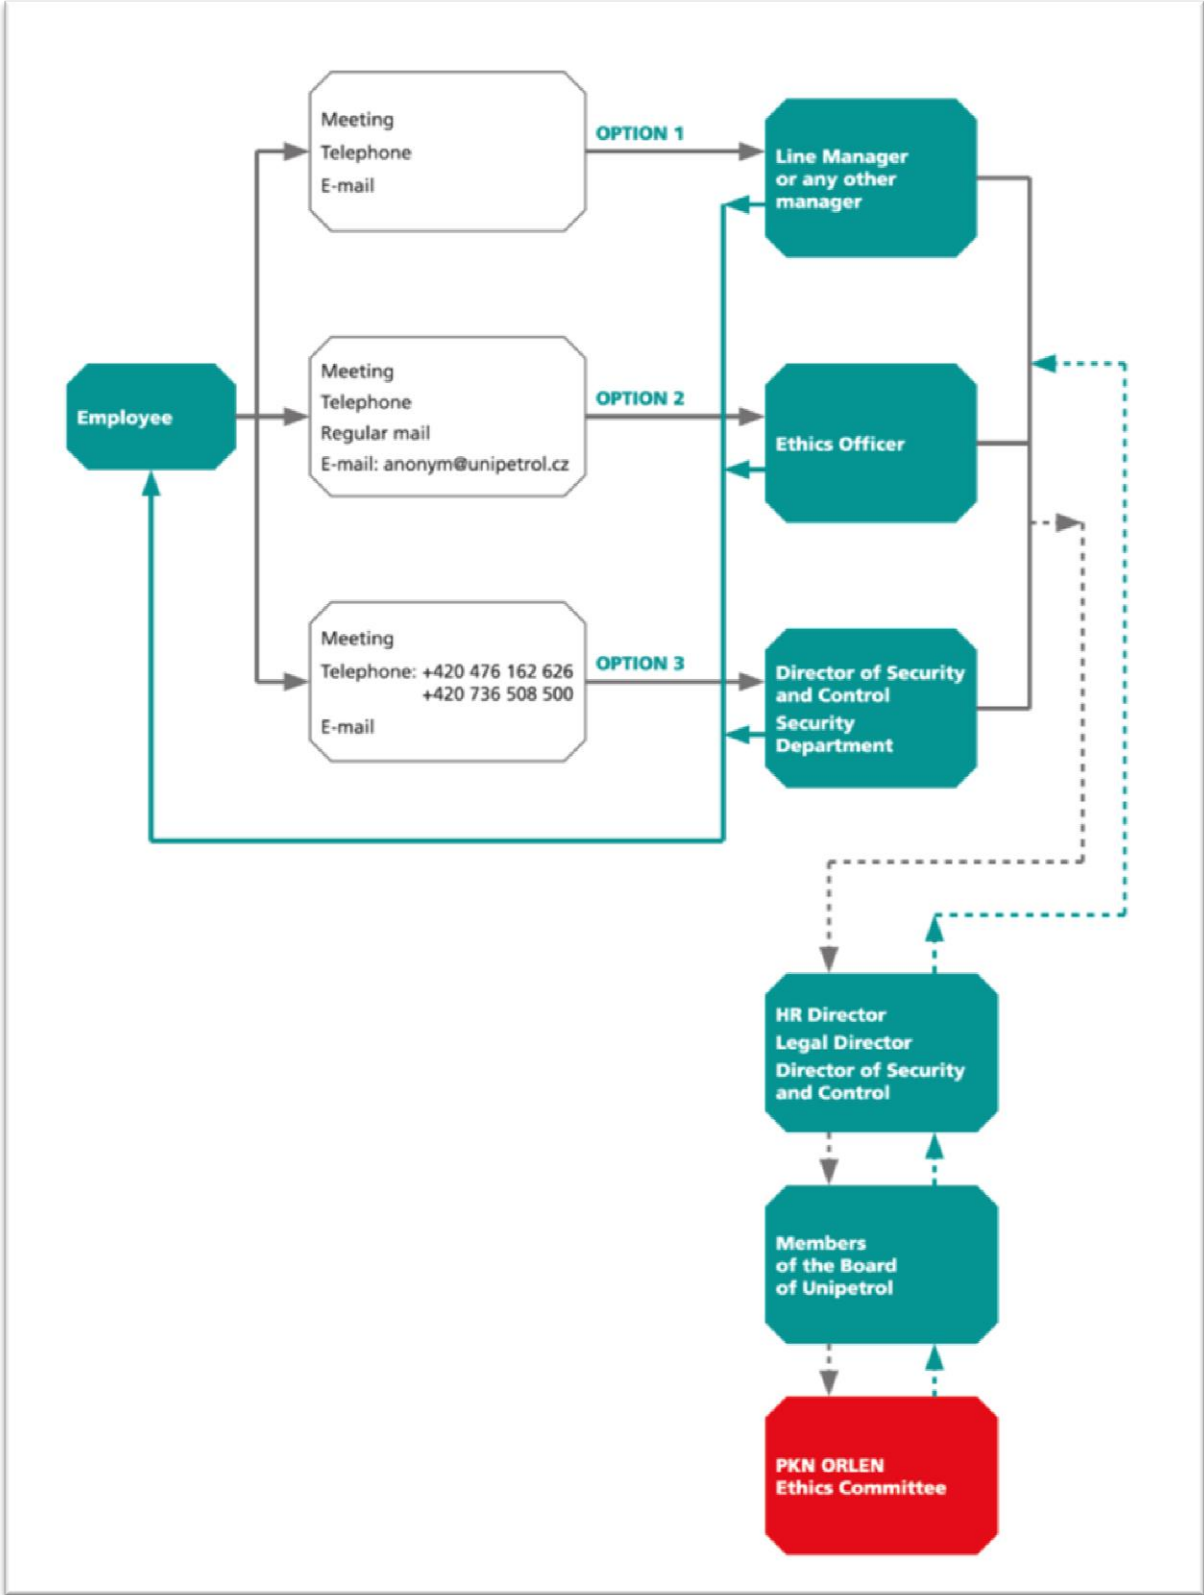 Meeting
Telephone
E-mail
OPTION 1
Line Manager
or any other
manager
Employee
Meeting
Telephone
Regular mail
E-mail: anonym@unipetrol.cz
OPTION 2
Ethics Officer
Meeting
Telephone: +420 476 162 626
+420 736 508 500
E-mail
OPTION 3
Director of Security
and Control
Security
Department
HR Director
Legal Director
Director of Security
and Control
Members
of the Board
of Unipetrol
PKN ORLEN
Ethics Committee